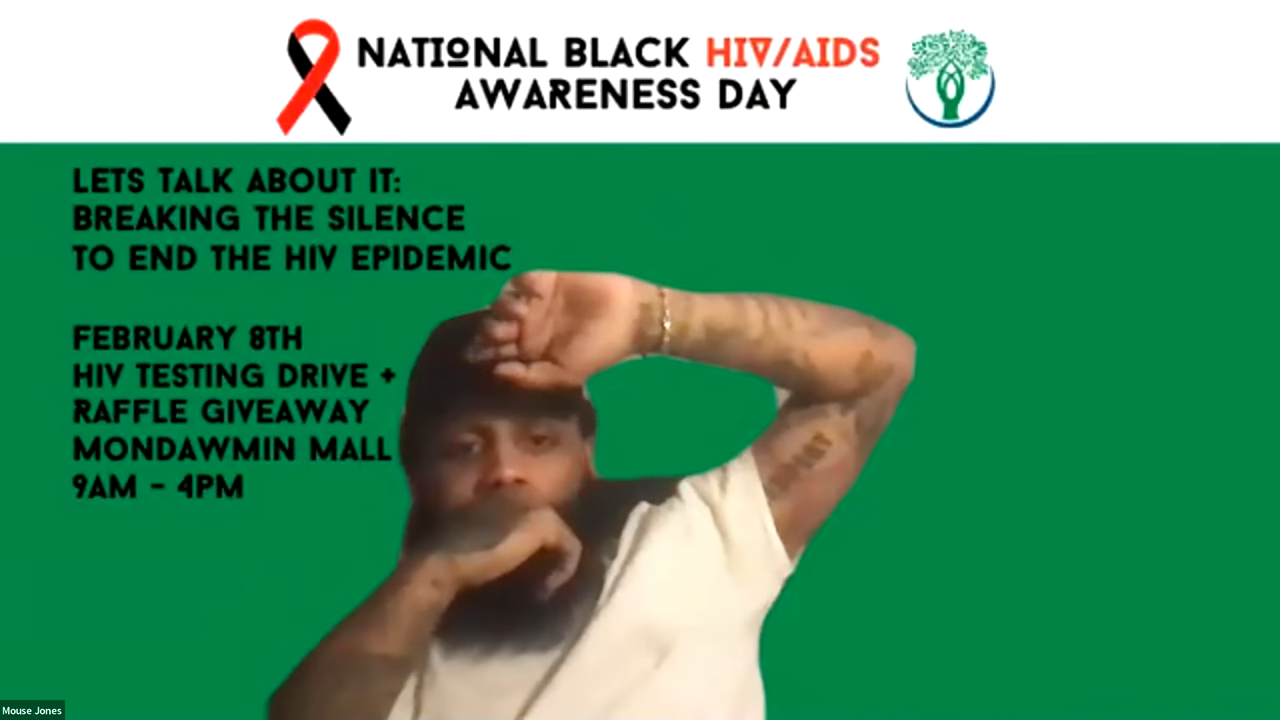 NATIONAL BLACK HIV/AIDS
AWARENESS DAY
LETS TALK ABOUT IT:
BREAKING THE SILENCE
TO END THE HIV EPIDEMIC
FEBRUARY 8TH
HIV TESTING DRIVE +
RAFFLE GIVEAWAY
MONDAWMIN MALL
9AM - 4PM
Mouse Jones